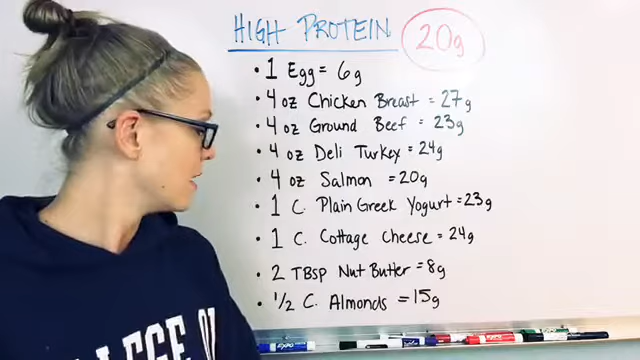 HIGH PROTEIN 20g
• 1 Egg = 6g
• 4 oz Chicken Breast = 27g
• 4 oz Ground Beef = 23g
• 4 oz Deli Turkey = 24g
• 4 oz Salmon = 20g
• 1 C. Plain Greek Yogurt = 23g
• 1 C. Cottage Cheese = 24g
• 2 TBSP Nut Butter = 8g
• 1/2 C. Almonds = 15g